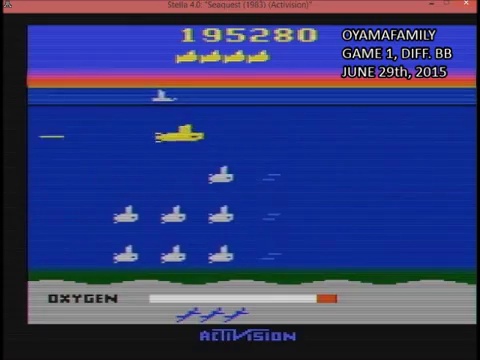 Stella 4.0: "Seaquest (1983) (Activision)"
195280
OYAMAFAMILY
GAME 1, DIFF. BB
JUNE 29th, 2015
OXYGEN
ACTIVISION